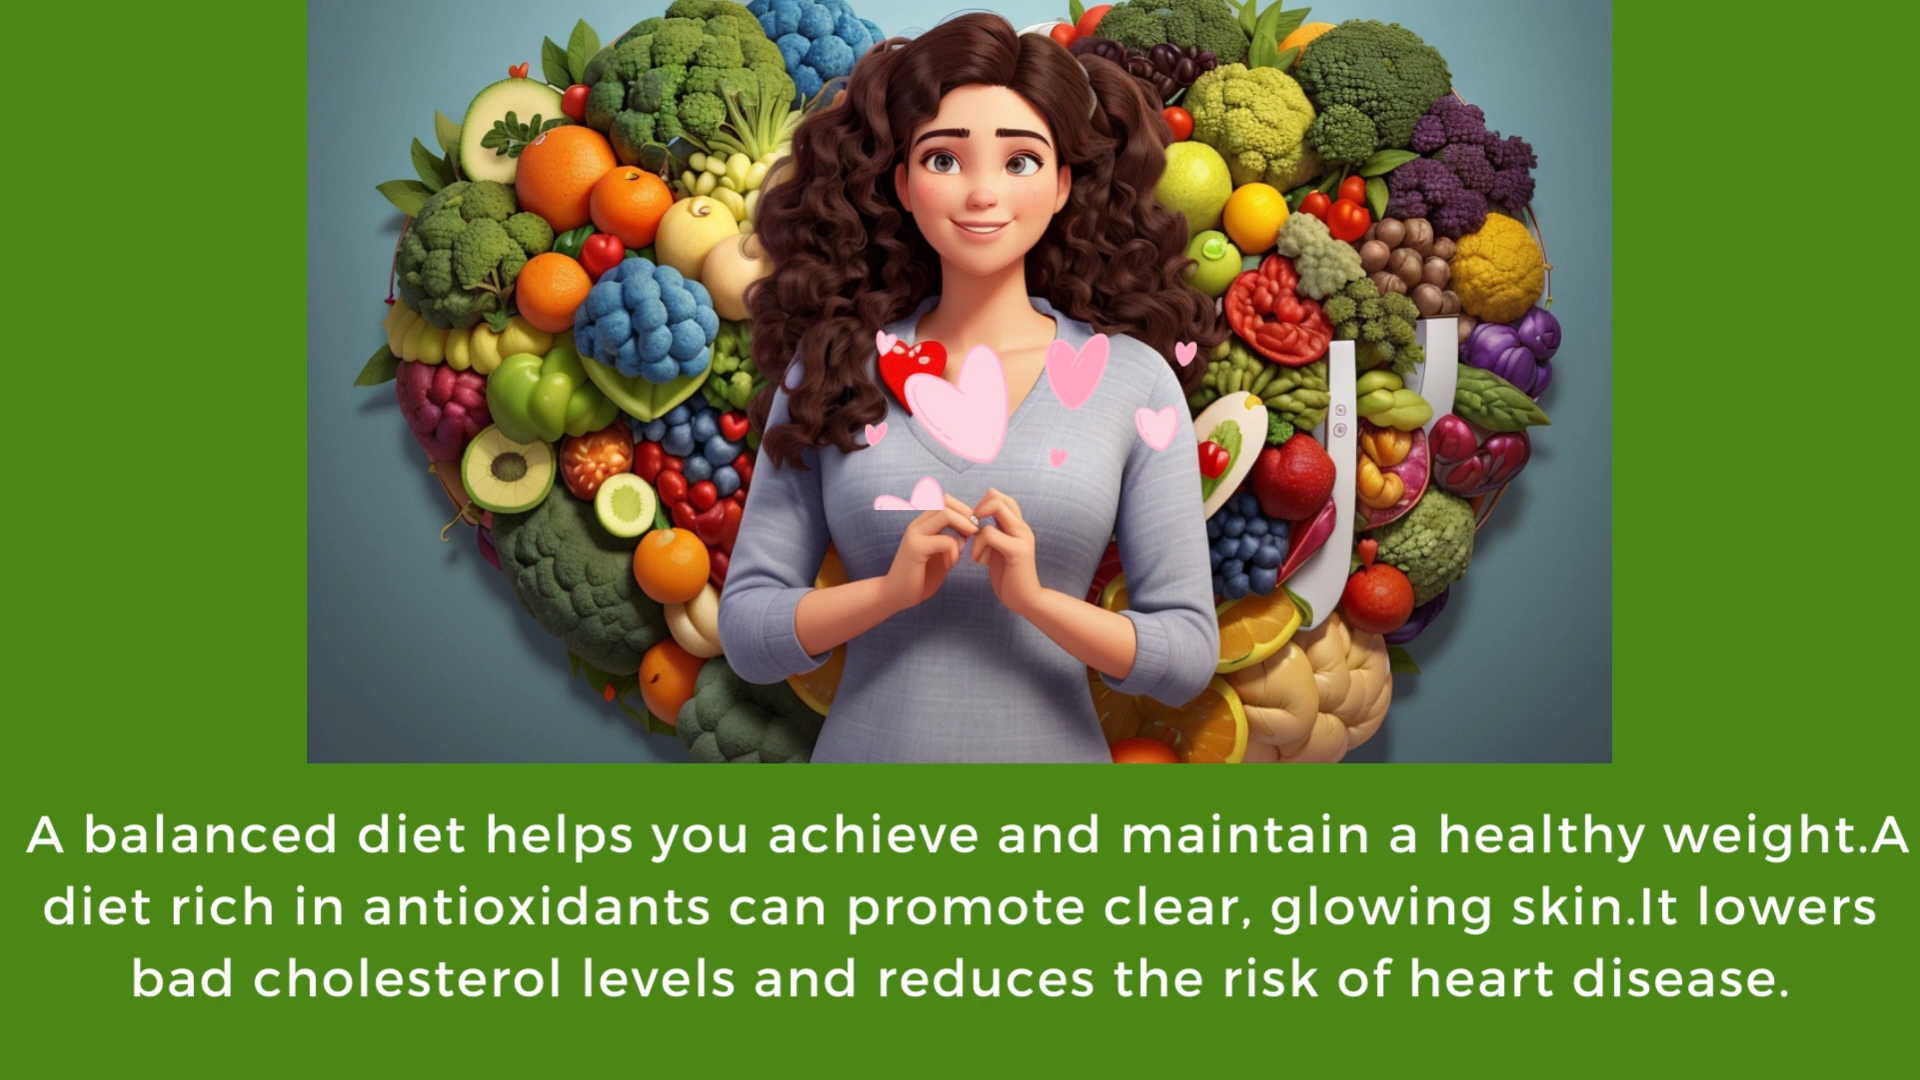 A balanced diet helps you achieve and maintain a healthy weight.A
diet rich in antioxidants can promote clear, glowing skin.It lowers
bad cholesterol levels and reduces the risk of heart disease.